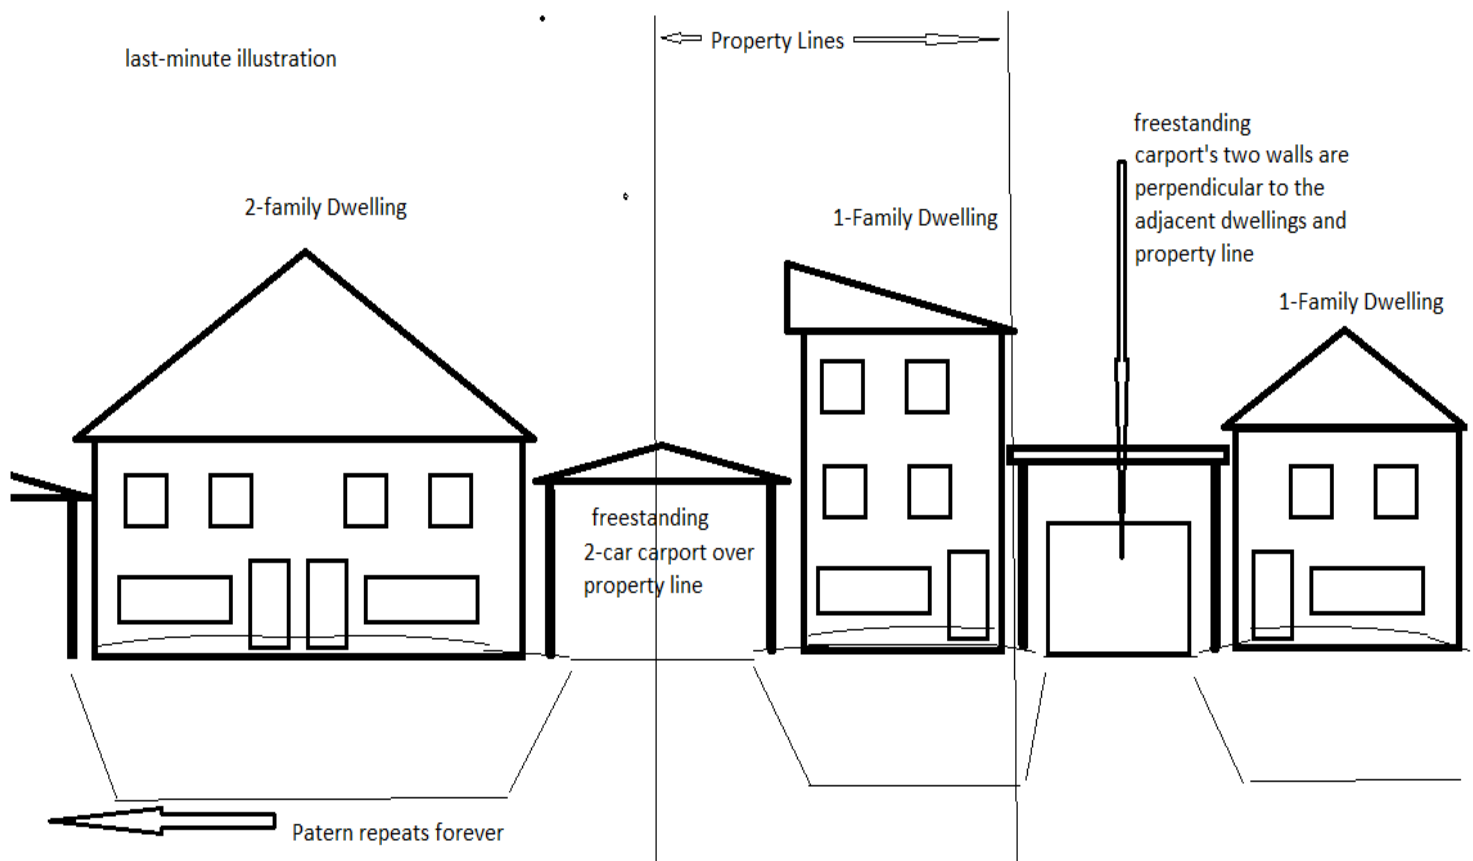 last-minute illustration
Property Lines
freestanding
carport's two walls are
perpendicular to the
adjacent dwellings and
property line
2-family Dwelling
1-Family Dwelling
1-Family Dwelling
freestanding
2-car carport over
property line
Patern repeats forever